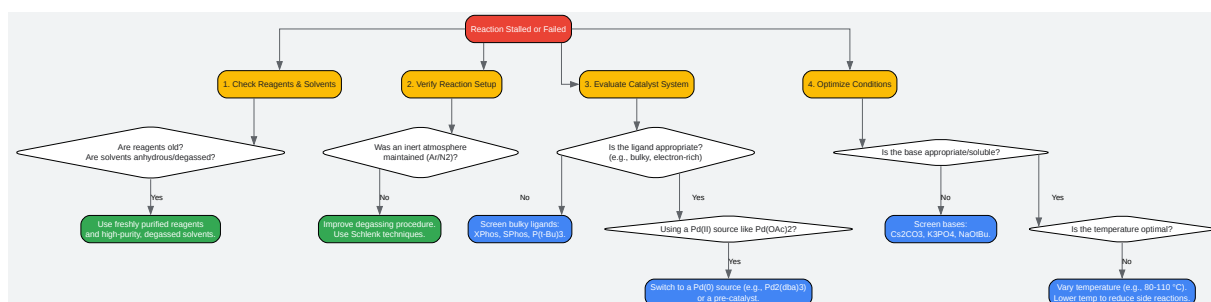 Reaction Stalled or Failed
1. Check Reagents & Solvents
2. Verify Reaction Setup
3. Evaluate Catalyst System
4. Optimize Conditions
Are reagents old?
Are solvents anhydrous/degassed?
Was an inert atmosphere
maintained (Ar/N2)?
Is the ligand appropriate?
(e.g., bulky, electron-rich)
Is the base appropriate/soluble?
Yes
No
No
Yes
No
Yes
Use freshly purified reagents
and high-purity, degassed solvents.
Improve degassing procedure.
Use Schlenk techniques.
Screen bulky ligands:
XPhos, SPhos, P(t-Bu)3.
Using a Pd(II) source like Pd(OAc)2?
Screen bases:
Cs2CO3, K3PO4, NaOtBu.
Is the temperature optimal?
Yes
No
Switch to a Pd(0) source (e.g., Pd2(dba)3)
or a pre-catalyst.
Vary temperature (e.g., 80-110 °C).
Lower temp to reduce side reactions.